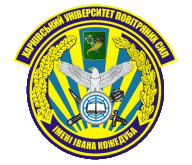 ХАРКІВСЬКИЙ УНІВЕРСИТЕТ ПОВІТРЯНИХ СИЛ
ІМЕНІ ІВАНА КОЖЕДУБА